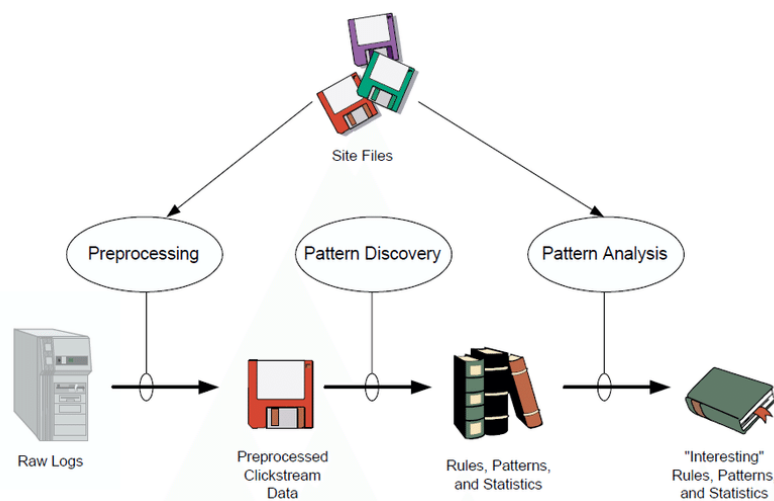 Site Files
Preprocessing
Pattern Discovery
Pattern Analysis
Raw Logs
Preprocessed
Clickstream
Data
Rules, Patterns,
and Statistics
"Interesting"
Rules, Patterns
and Statistics